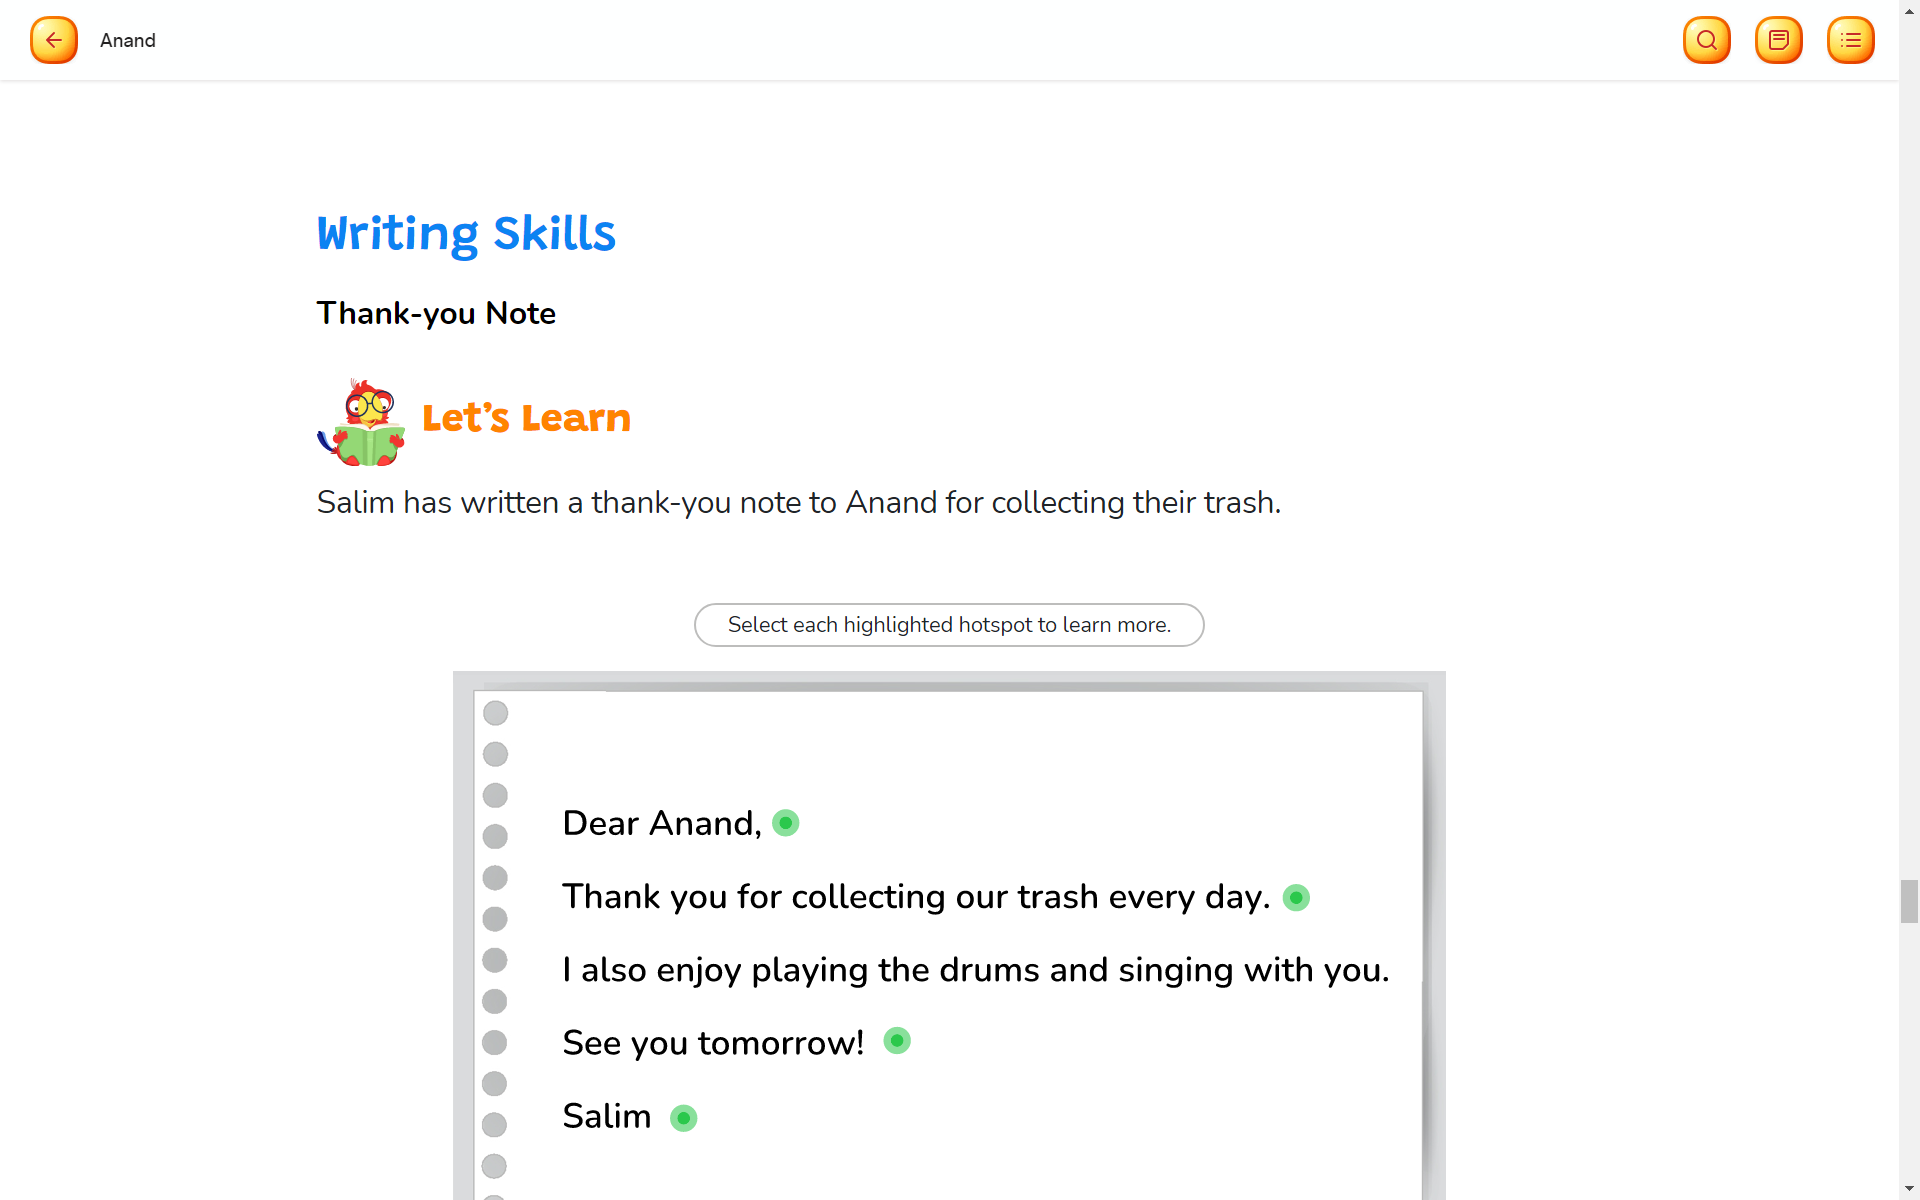 Anand
Writing Skills
Thank-you Note
Let’s Learn
Salim has written a thank-you note to Anand for collecting their trash.
Select each highlighted hotspot to learn more.
Dear Anand,
Thank you for collecting our trash every day.
I also enjoy playing the drums and singing with you.
See you tomorrow!
Salim